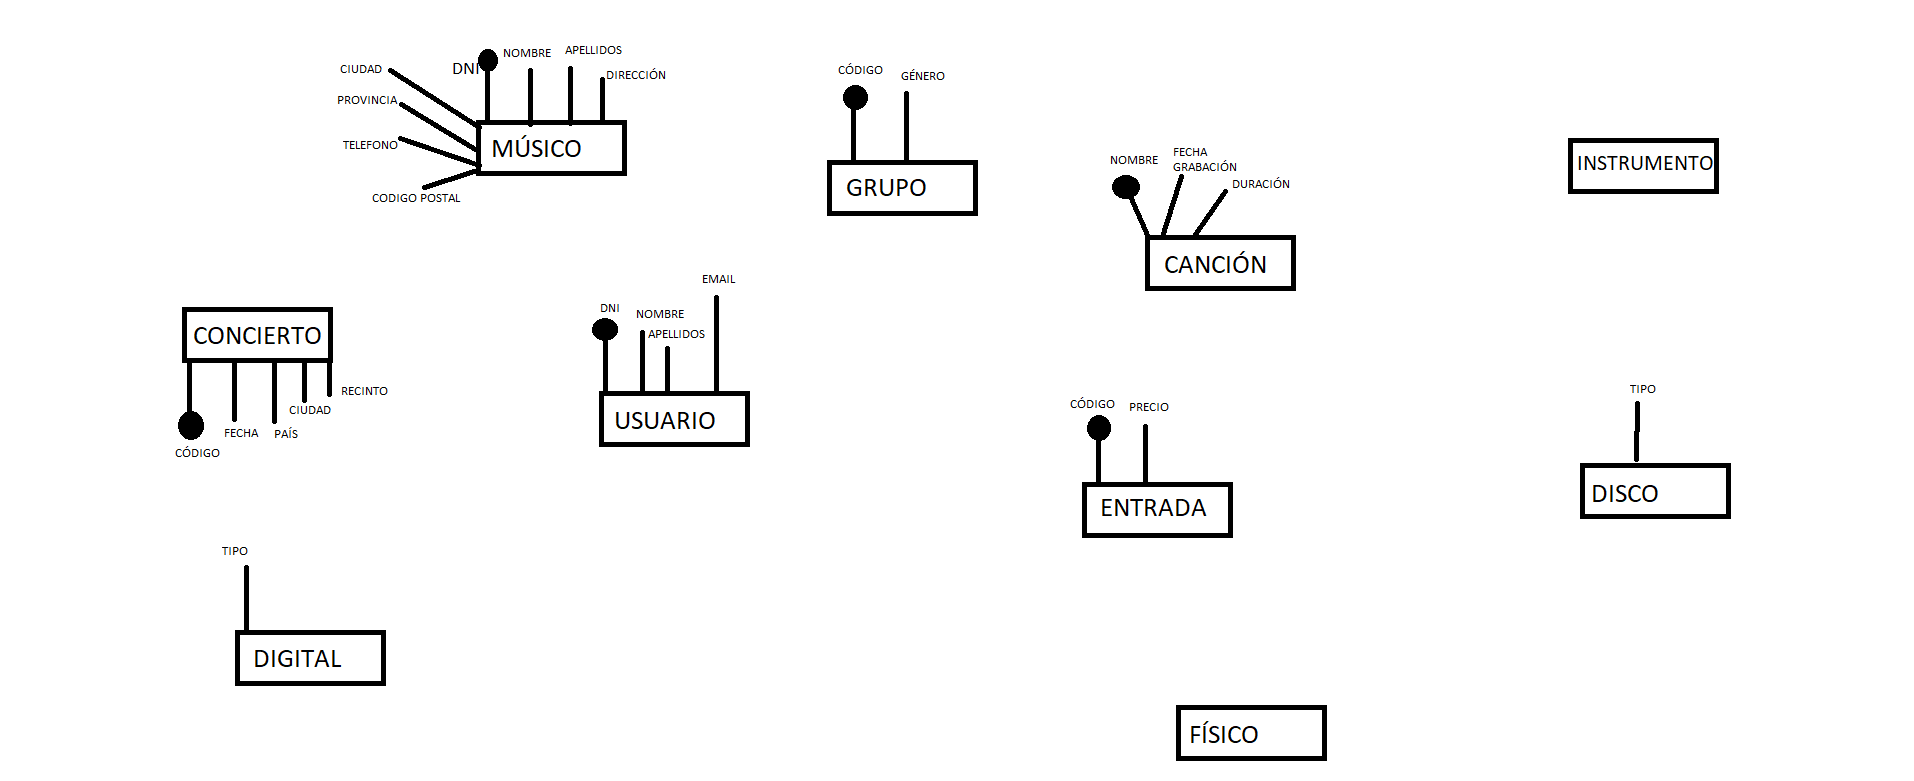 CIUDAD
DNI
NOMBRE
APELLIDOS
DIRECCIÓN
PROVINCIA
TELEFONO
CODIGO POSTAL
MÚSICO
CÓDIGO
GÉNERO
GRUPO
NOMBRE
FECHA
GRABACIÓN
DURACIÓN
CANCIÓN
INSTRUMENTO
CONCIERTO
CÓDIGO
FECHA
PAÍS
CIUDAD
RECINTO
DNI
NOMBRE
APELLIDOS
EMAIL
USUARIO
CÓDIGO
PRECIO
ENTRADA
TIPO
DISCO
TIPO
DIGITAL
FÍSICO